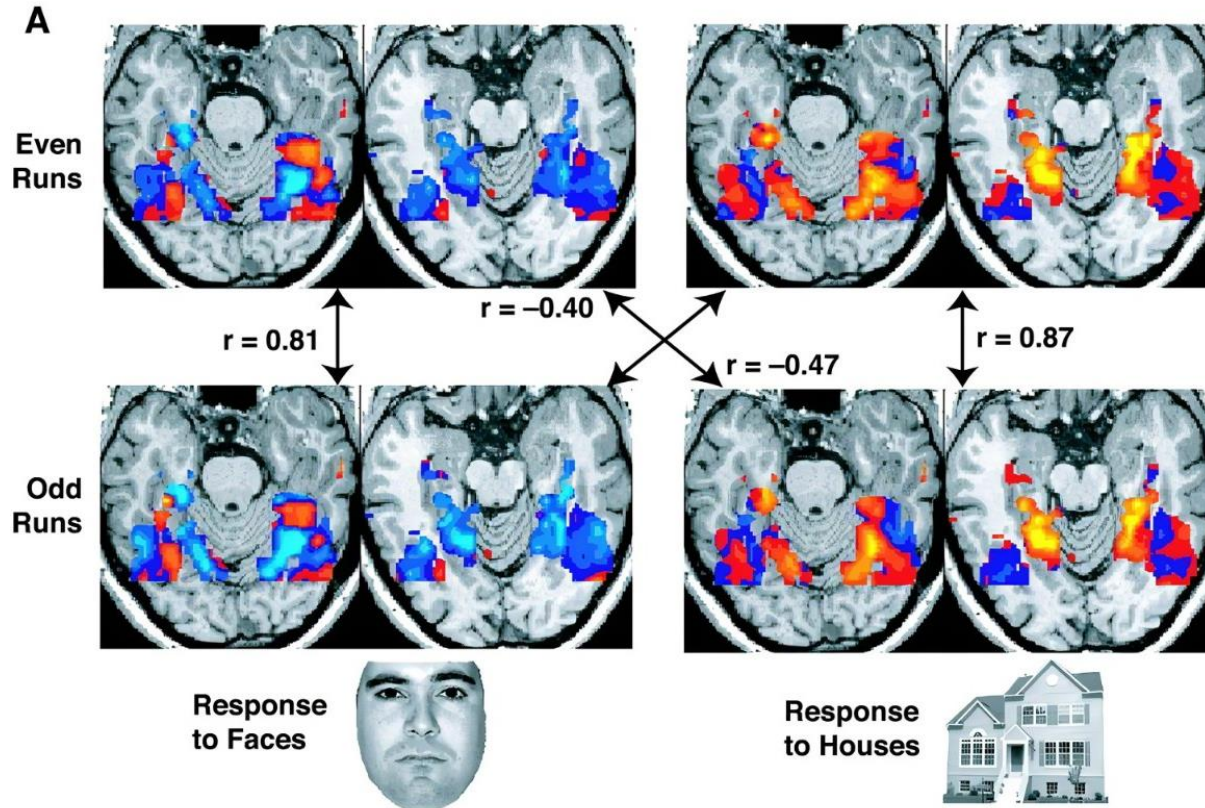 A
Even
Runs
r = 0.81
r = –0.40
r = –0.47
r = 0.87
Odd
Runs
Response
to Faces
Response
to Houses